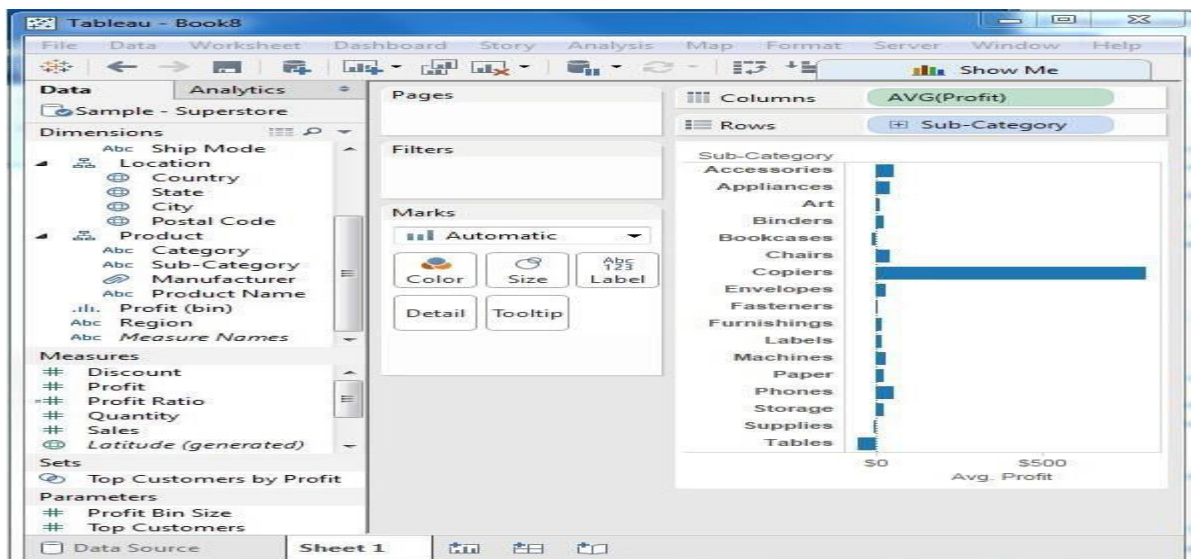 Tableau - Book8
File Data Worksheet Dashboard Story Analysis Map Format Server Window Help
Show Me
Data Analytics
Sample - Superstore
Dimensions
Abc Ship Mode
Location
Country
State
City
Postal Code
Product
Abc Category
Abc Sub-Category
Manufacturer
Abc Product Name
Profit (bin)
Abc Region
Abc Measure Names
Measures
# Discount
# Profit
=# Profit Ratio
# Quantity
# Sales
Latitude (generated)
Sets
Top Customers by Profit
Parameters
# Profit Bin Size
# Top Customers
Pages
Filters
Marks
Automatic
Color Size Abc 123 Label
Detail Tooltip
Columns AVG(Profit)
Rows Sub-Category
Sub-Category
Accessories
Appliances
Art
Binders
Bookcases
Chairs
Copiers
Envelopes
Fasteners
Furnishings
Labels
Machines
Paper
Phones
Storage
Supplies
Tables
$0 $500
Avg. Profit
Data Source Sheet 1